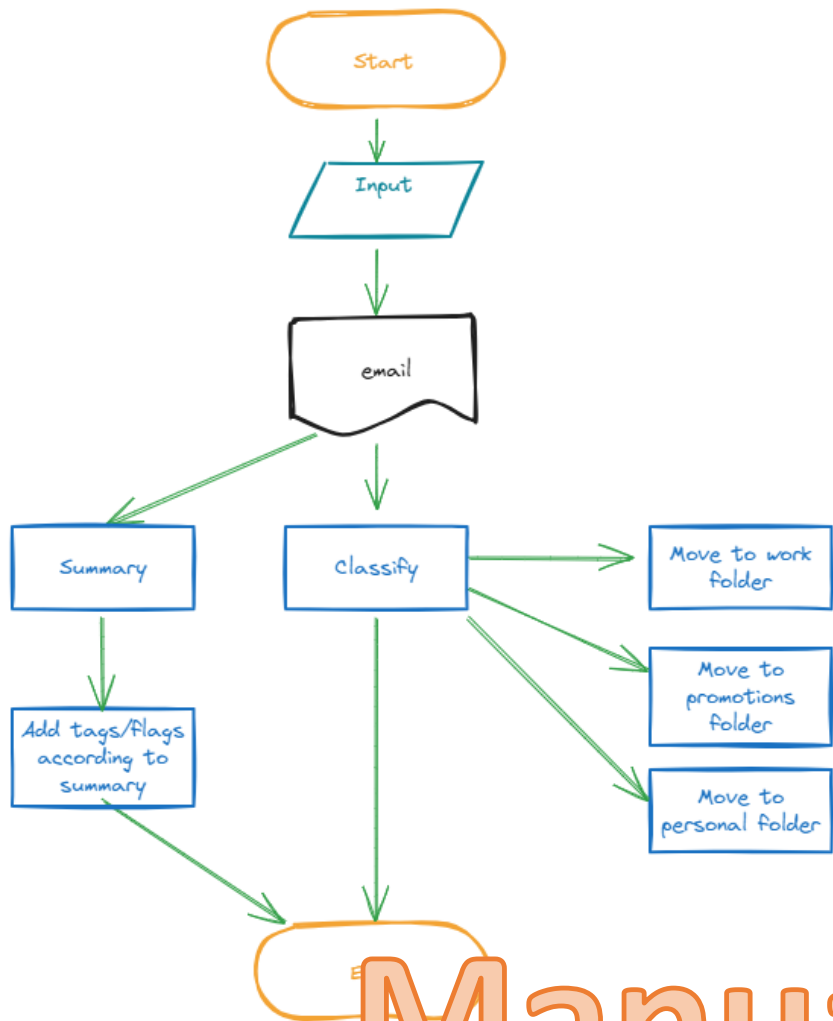 Start
Input
email
Summary
Classify
Move to work
folder
Move to
promotions
folder
Add tags/flags
according to
summary
Move to
personal folder